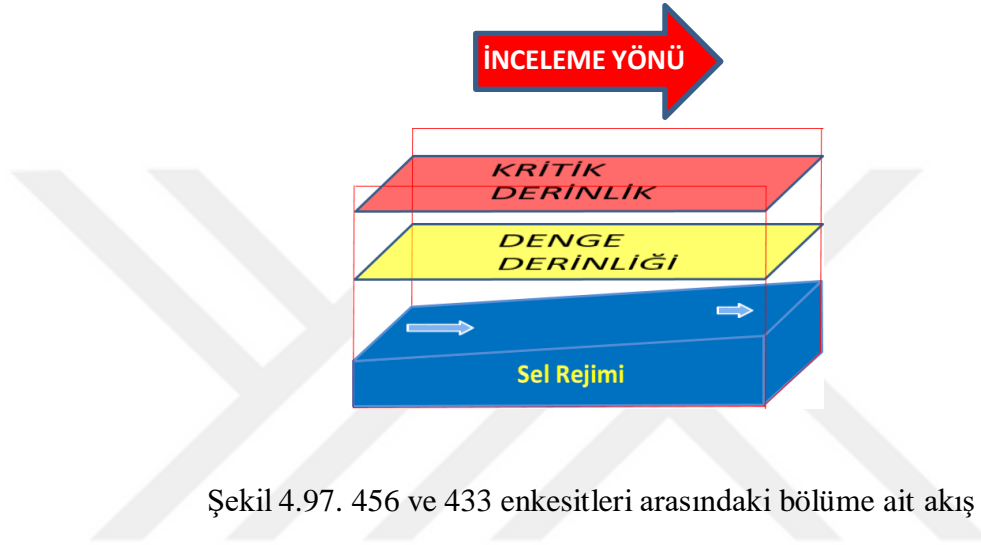 İNCELEME YÖNÜ
KRİTİK
DERİNLİK
DENGE
DERİNLİĞİ
Sel Rejimi
Şekil 4.97. 456 ve 433 enkesitleri arasındaki bölüme ait akış